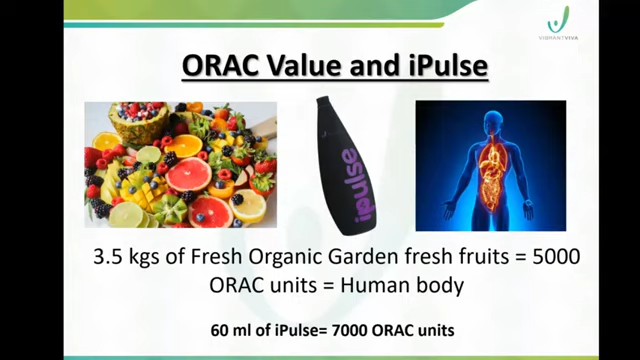 VIBRANTVIVA
ORAC Value and iPulse
ipulse
3.5 kgs of Fresh Organic Garden fresh fruits = 5000
ORAC units = Human body
60 ml of iPulse= 7000 ORAC units